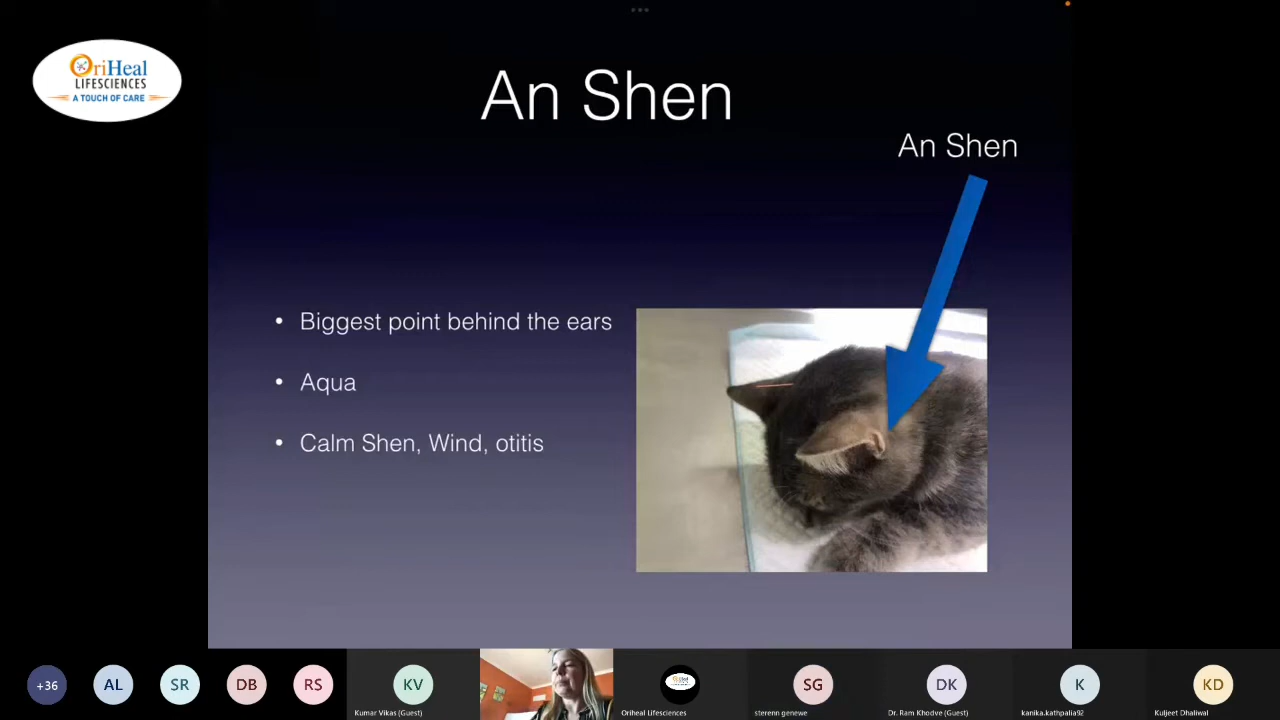 OriHeal
LIFESCIENCES
A TOUCH OF CARE
An Shen
An Shen
• Biggest point behind the ears
• Aqua
• Calm Shen, Wind, otitis
+36
AL
SR
DB
RS
KV
Kumar Vikas (Guest)
OriHeal
Oriheal Lifesciences
SG
sterenn genewe
DK
Dr. Ram Khodve (Guest)
K
kanika.kathpalia92
KD
Kuljeet Dhaliwal